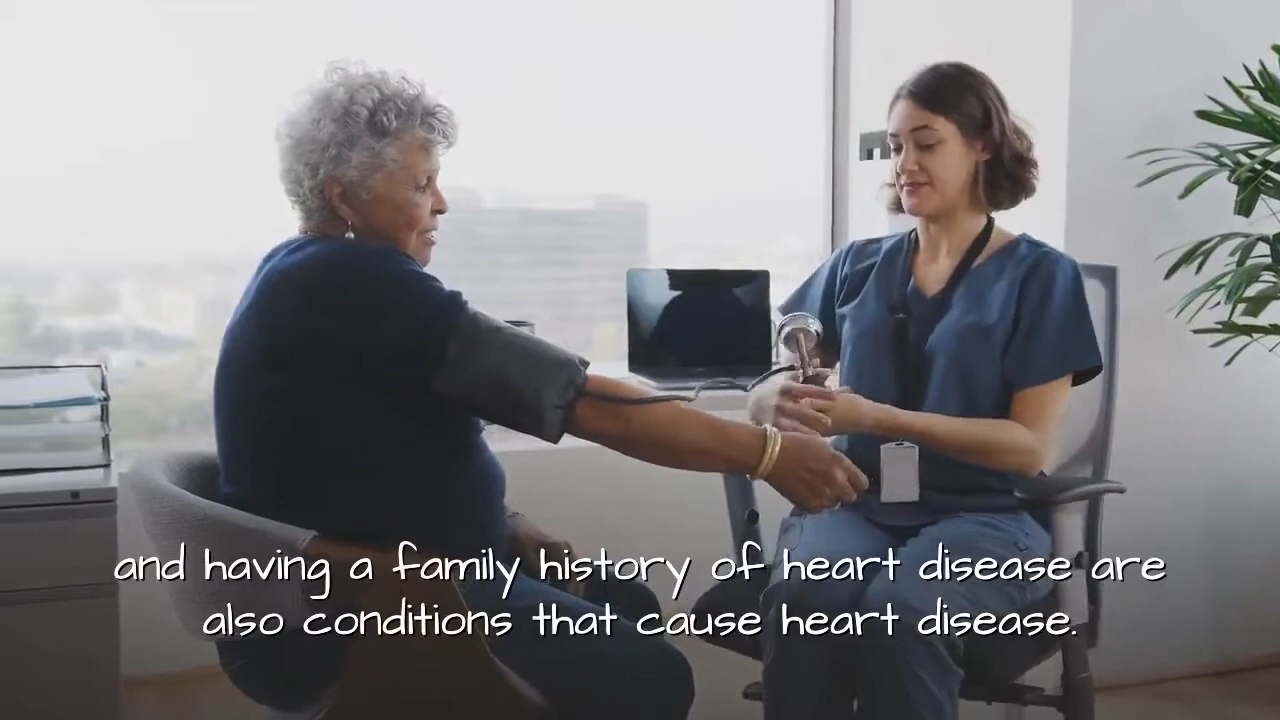 and having a family history of heart disease are
also conditions that cause heart disease.